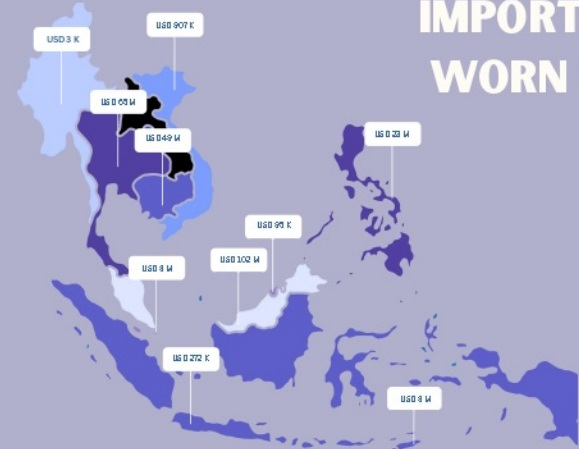 IMPORT
WORN
USD 3 K
USD 907 K
USD 65 M
USD 49 M
USD 23 M
USD 95 K
USD 102 M
USD 8 M
USD 272 K
USD 8 M